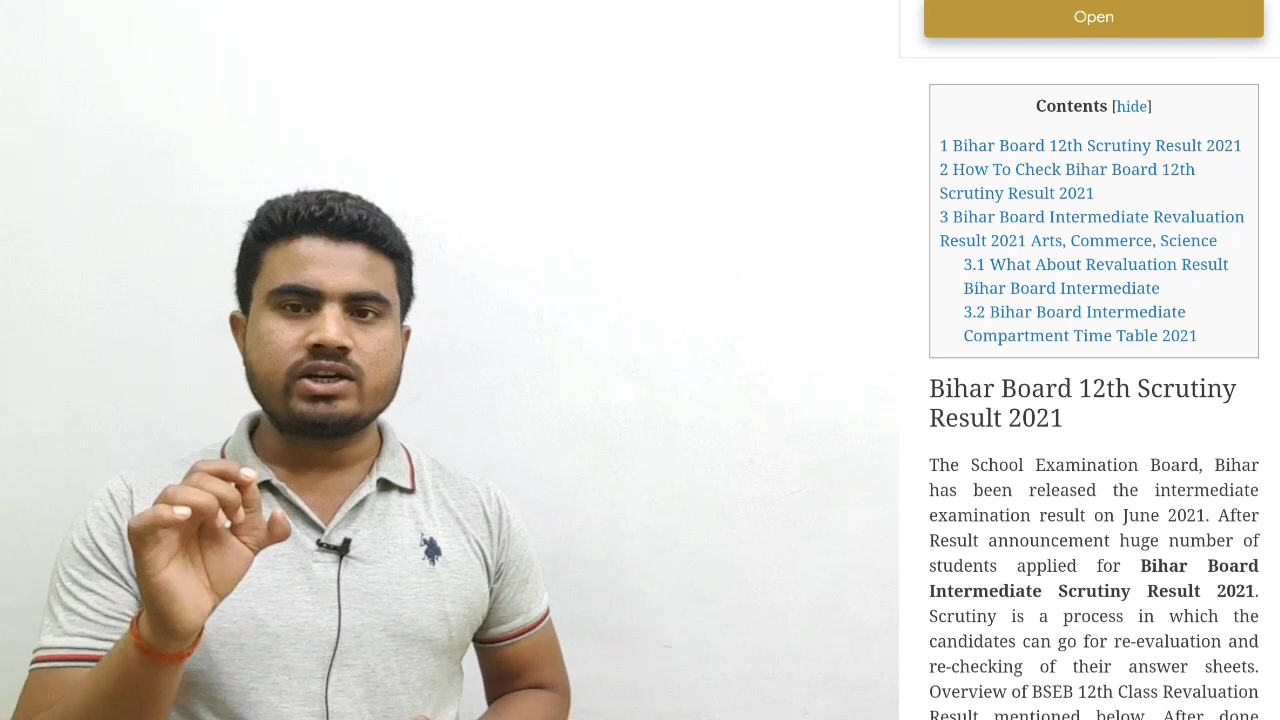 Open
Contents [hide]
1 Bihar Board 12th Scrutiny Result 2021
2 How To Check Bihar Board 12th
Scrutiny Result 2021
3 Bihar Board Intermediate Revaluation
Result 2021 Arts, Commerce, Science
3.1 What About Revaluation Result
Bihar Board Intermediate
3.2 Bihar Board Intermediate
Compartment Time Table 2021
Bihar Board 12th Scrutiny
Result 2021
The School Examination Board, Bihar
has been released the intermediate
examination result on June 2021. After
Result announcement huge number of
students applied for Bihar Board
Intermediate Scrutiny Result 2021.
Scrutiny is a process in which the
candidates can go for re-evaluation and
re-checking of their answer sheets.
Overview of BSEB 12th Class Revaluation
Result mentioned below. After done